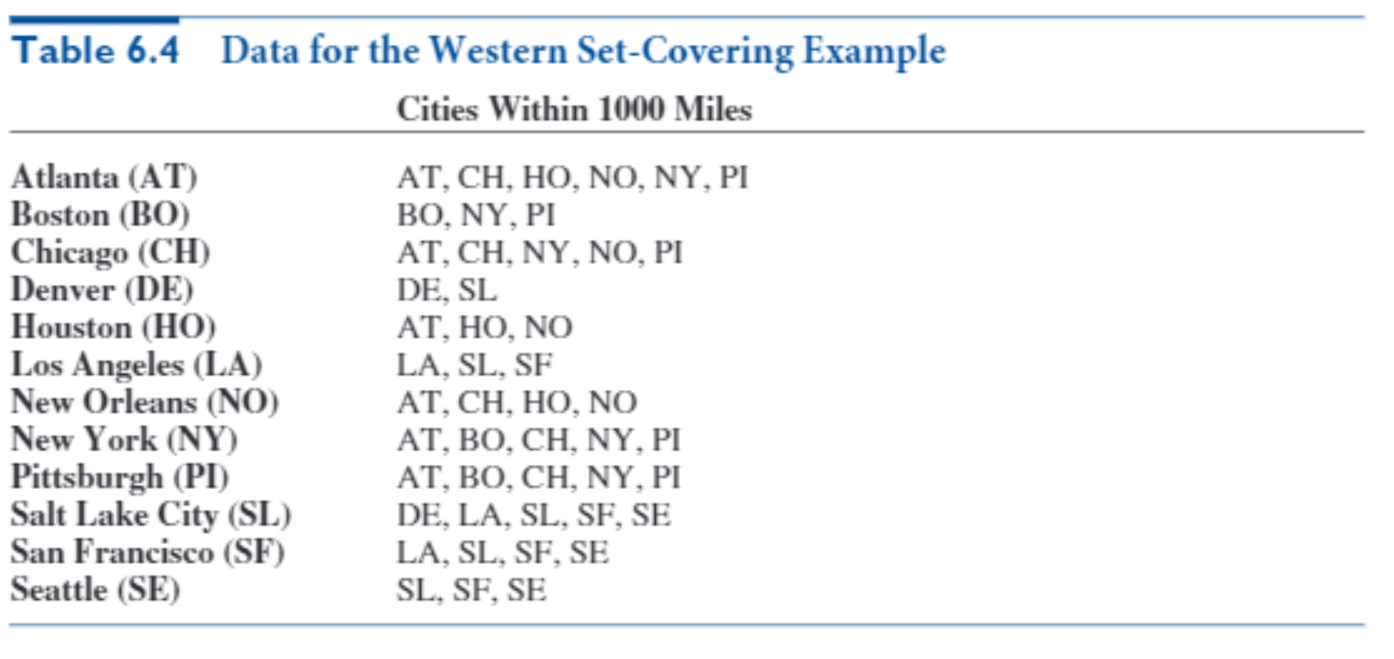 Table 6.4 Data for the Western Set-Covering Example
Cities Within 1000 Miles
Atlanta (AT) AT, CH, HO, NO, NY, PI
Boston (BO) BO, NY, PI
Chicago (CH) AT, CH, NY, NO, PI
Denver (DE) DE, SL
Houston (HO) AT, HO, NO
Los Angeles (LA) LA, SL, SF
New Orleans (NO) AT, CH, HO, NO
New York (NY) AT, BO, CH, NY, PI
Pittsburgh (PI) AT, BO, CH, NY, PI
Salt Lake City (SL) DE, LA, SL, SF, SE
San Francisco (SF) LA, SL, SF, SE
Seattle (SE) SL, SF, SE